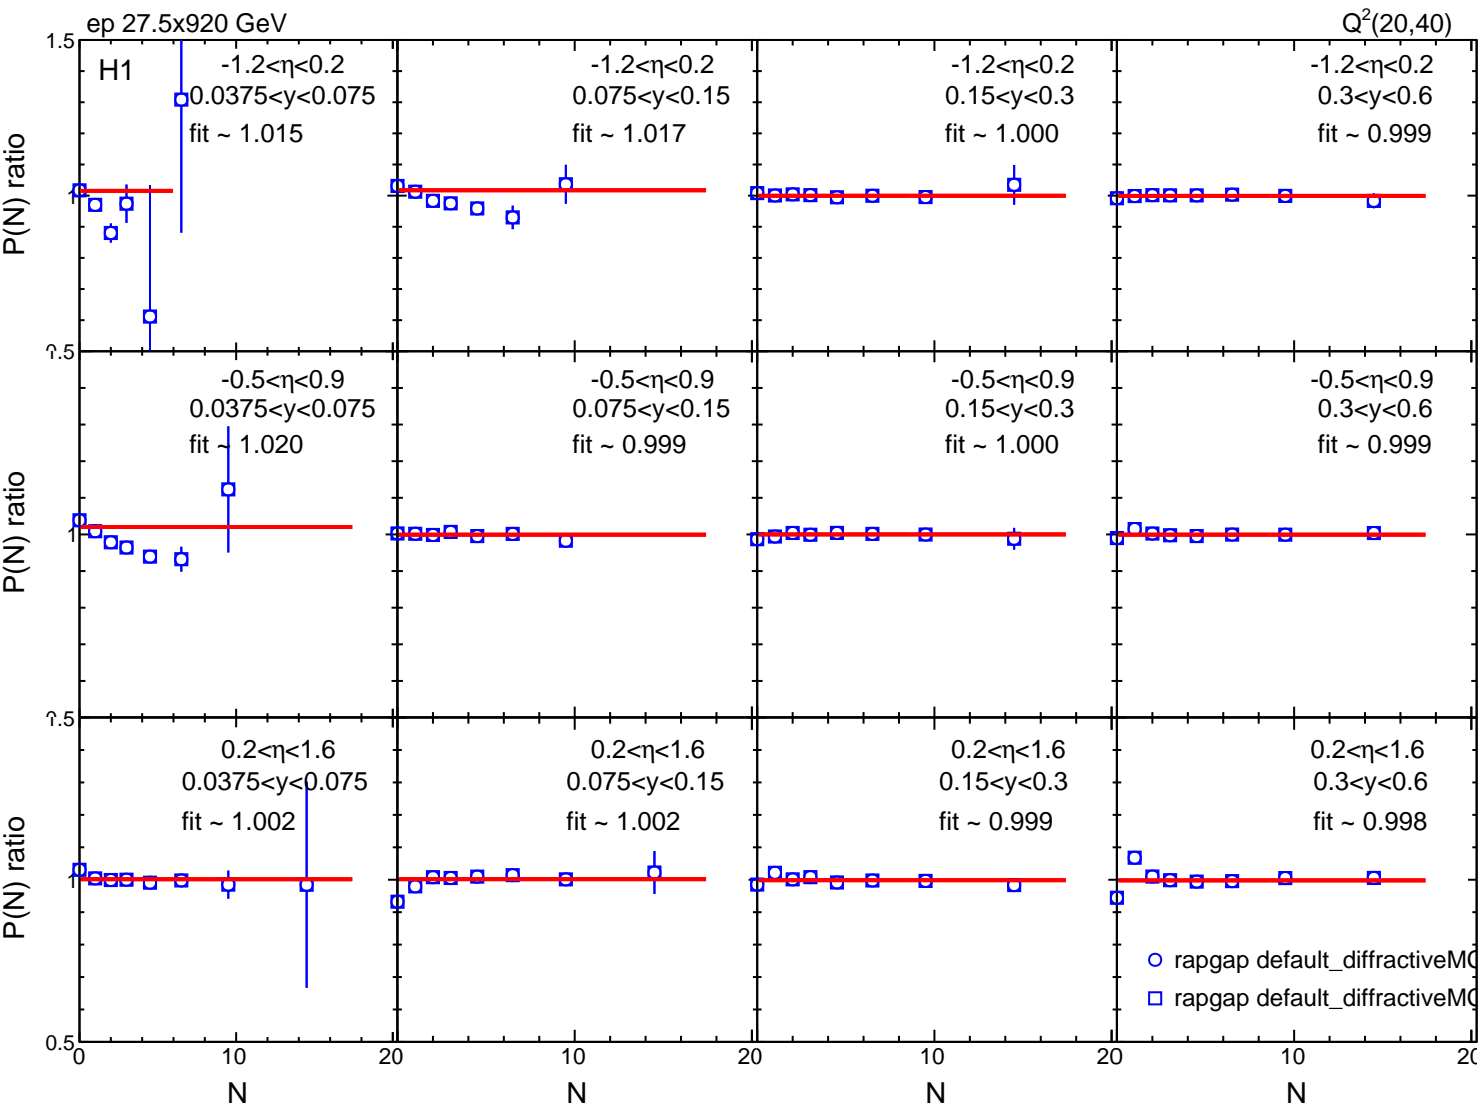 ep 27.5x920 GeV
Q²(20,40)
H1
-1.2<η<0.2
0.0375<y<0.075
fit ~ 1.015
-1.2<η<0.2
0.075<y<0.15
fit ~ 1.017
-1.2<η<0.2
0.15<y<0.3
fit ~ 1.000
-1.2<η<0.2
0.3<y<0.6
fit ~ 0.999
1.5
1
P(N) ratio
-0.5<η<0.9
0.0375<y<0.075
fit ~ 1.020
-0.5<η<0.9
0.075<y<0.15
fit ~ 0.999
-0.5<η<0.9
0.15<y<0.3
fit ~ 1.000
-0.5<η<0.9
0.3<y<0.6
fit ~ 0.999
1
P(N) ratio
0.2<η<1.6
0.0375<y<0.075
fit ~ 1.002
0.2<η<1.6
0.075<y<0.15
fit ~ 1.002
0.2<η<1.6
0.15<y<0.3
fit ~ 0.999
0.2<η<1.6
0.3<y<0.6
fit ~ 0.998
1
P(N) ratio
rapgap default_diffractiveMC
rapgap default_diffractiveMC
0.5
0 10 20 10 20 10 20 10 20
N N N N